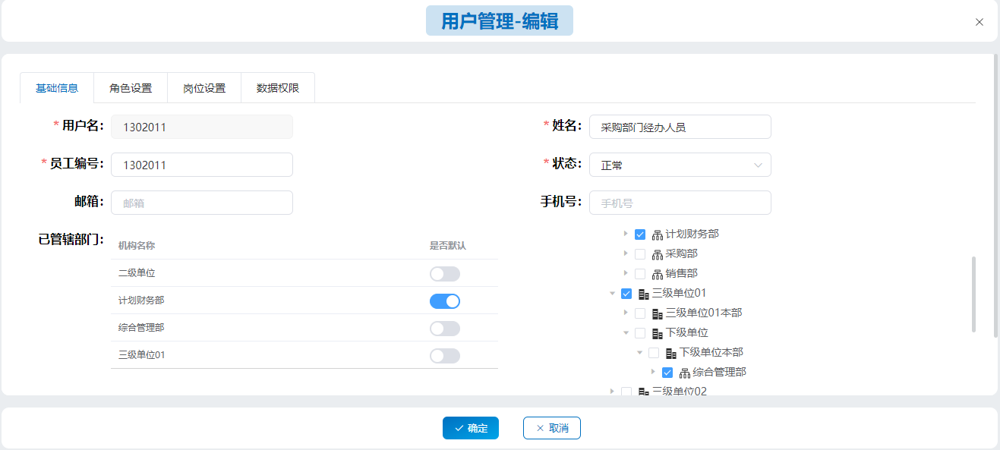 用户管理-编辑
基础信息 角色设置 岗位设置 数据权限
* 用户名： 1302011 * 姓名： 采购部门经办人员
* 员工编号： 1302011 * 状态： 正常
邮箱： 邮箱 手机号： 手机号
已管辖部门：
机构名称 是否默认
二级单位
计划财务部
综合管理部
三级单位01
计划财务部
采购部
销售部
三级单位01
三级单位01本部
下级单位
下级单位本部
综合管理部
三级单位02
确定 取消